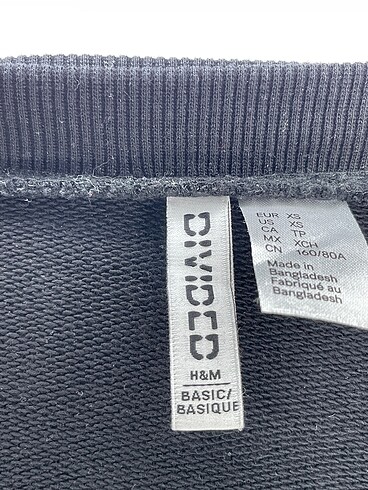 DIVIDED
H&M
BASIC/
BASIQUE
EUR XS
US XS
CA TP
MX XCH
CN 160/80A
Made in
Bangladesh
Fabriqué au
Bangladesh